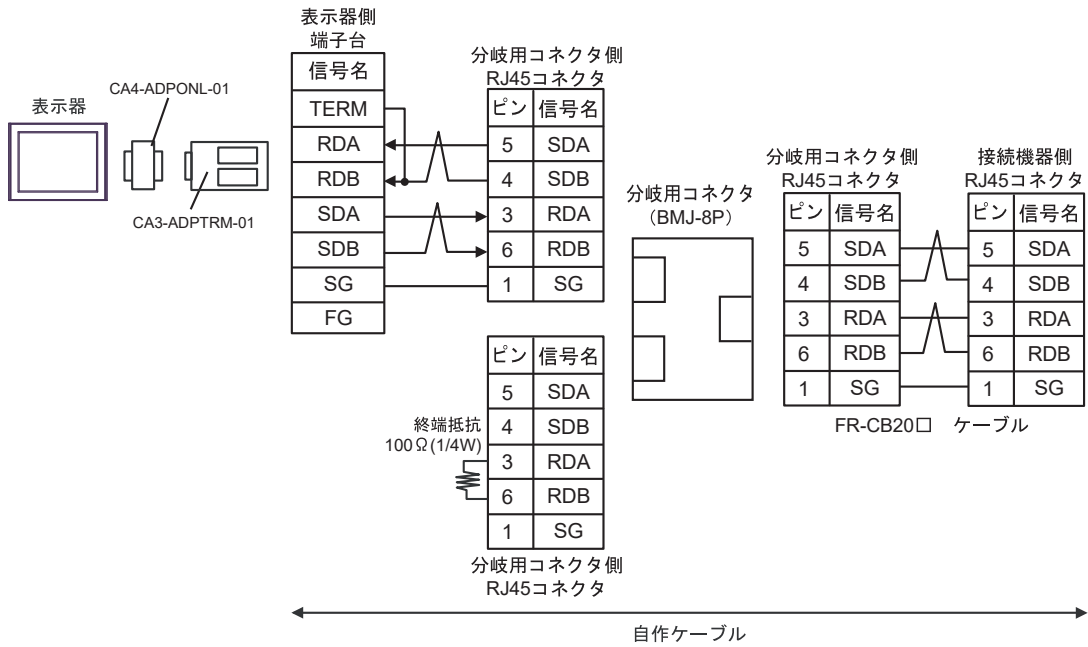 表示器
CA4-ADPONL-01
CA3-ADPTRM-01
表示器側
端子台
信号名
TERM
RDA
RDB
SDA
SDB
SG
FG
分岐用コネクタ側
RJ45コネクタ
ピン 信号名
5 SDA
4 SDB
3 RDA
6 RDB
1 SG
終端抵抗
100Ω(1/4W)
ピン 信号名
5 SDA
4 SDB
3 RDA
6 RDB
1 SG
分岐用コネクタ側
RJ45コネクタ
分岐用コネクタ
(BMJ-8P)
分岐用コネクタ側
RJ45コネクタ
ピン 信号名
5 SDA
4 SDB
3 RDA
6 RDB
1 SG
接続機器側
RJ45コネクタ
ピン 信号名
5 SDA
4 SDB
3 RDA
6 RDB
1 SG
FR-CB20□ ケーブル
自作ケーブル